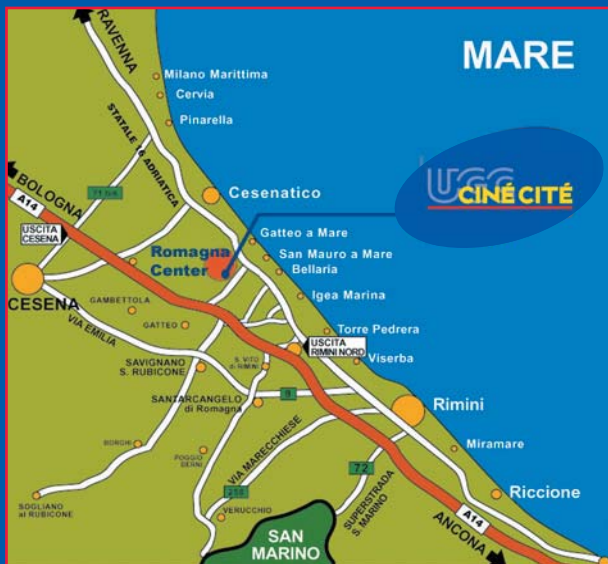 RAVENNA
MARE
Milano Marittima
Cervia
Pinarella
STATALE 16 ADRIATICA
BOLOGNA
A14
Cesenatico
UGC
CINÉ CITÉ
USCITA
CESENA
Gatteo a Mare
Romagna
Center
San Mauro a Mare
Bellaria
CESENA
GAMBETTOLA
Igea Marina
VIA EMILIA
GATTEO
Torre Pedrera
USCITA
RIMINI NORD
Viserba
SAVIGNANO
S. RUBICONE
S. VITO
di RIMINI
SANTARCANGELO
di Romagna
Rimini
BORGHI
POGGIO
BERNI
VIA MARECCHIESE
Miramare
72
258
SUPERSTRADA
S. MARINO
Riccione
SOGLIANO
al RUBICONE
VERUCCHIO
A14
SAN
MARINO
ANCONA